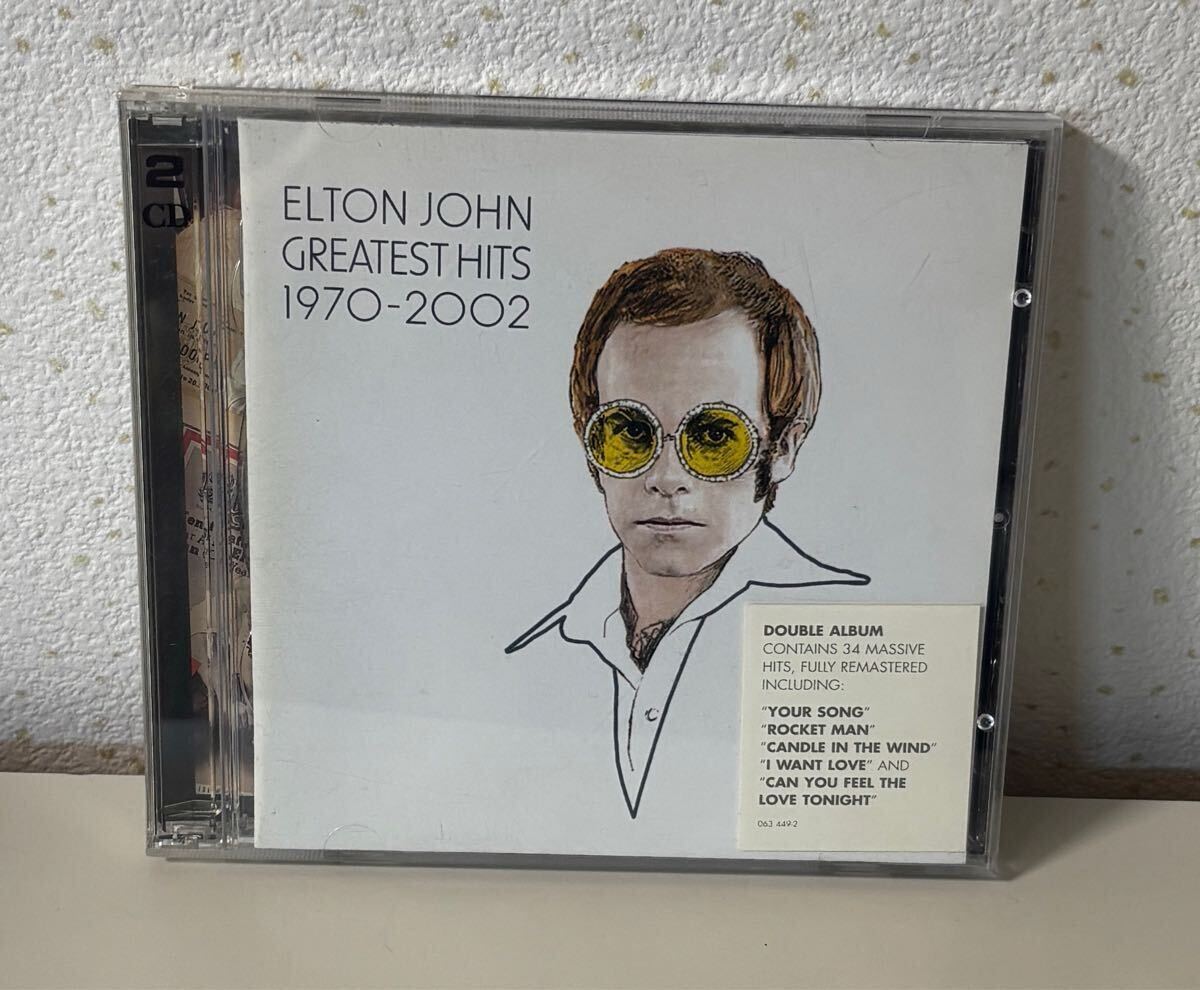 2
CD
ELTON JOHN
GREATEST HITS
1970-2002
DOUBLE ALBUM
CONTAINS 34 MASSIVE
HITS, FULLY REMASTERED
INCLUDING:
"YOUR SONG"
"ROCKET MAN"
"CANDLE IN THE WIND"
"I WANT LOVE" AND
"CAN YOU FEEL THE
LOVE TONIGHT"
063 449-2